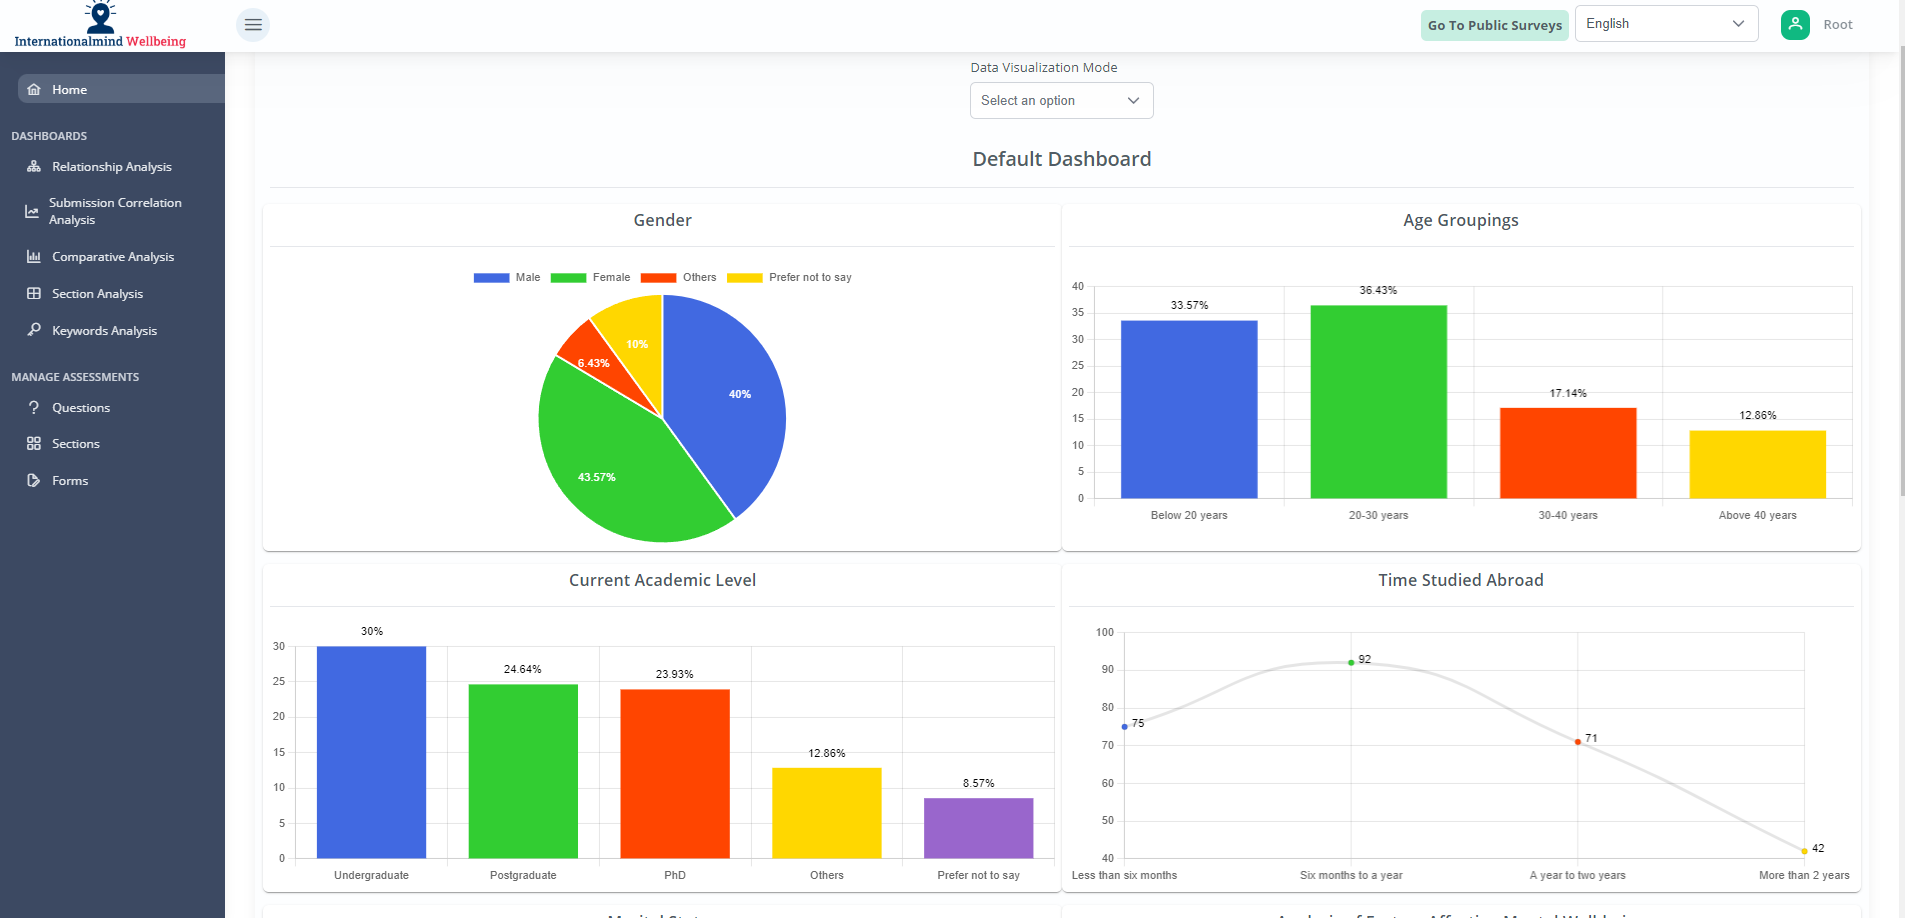 Internationalmind Wellbeing
Go To Public Surveys
English
Root
Home
DASHBOARDS
Relationship Analysis
Submission Correlation
Analysis
Comparative Analysis
Section Analysis
Keywords Analysis
MANAGE ASSESSMENTS
Questions
Sections
Forms
Data Visualization Mode
Select an option
Default Dashboard
Gender
Male Female Others Prefer not to say
40%
43.57%
6.43%
10%
Age Groupings
40
35
30
25
20
15
10
5
0
33.57%
36.43%
17.14%
12.86%
Below 20 years
20-30 years
30-40 years
Above 40 years
Current Academic Level
30
25
20
15
10
5
0
30%
24.64%
23.93%
12.86%
8.57%
Undergraduate
Postgraduate
PhD
Others
Prefer not to say
Time Studied Abroad
100
90
80
70
60
50
40
75
92
71
42
Less than six months
Six months to a year
A year to two years
More than 2 years